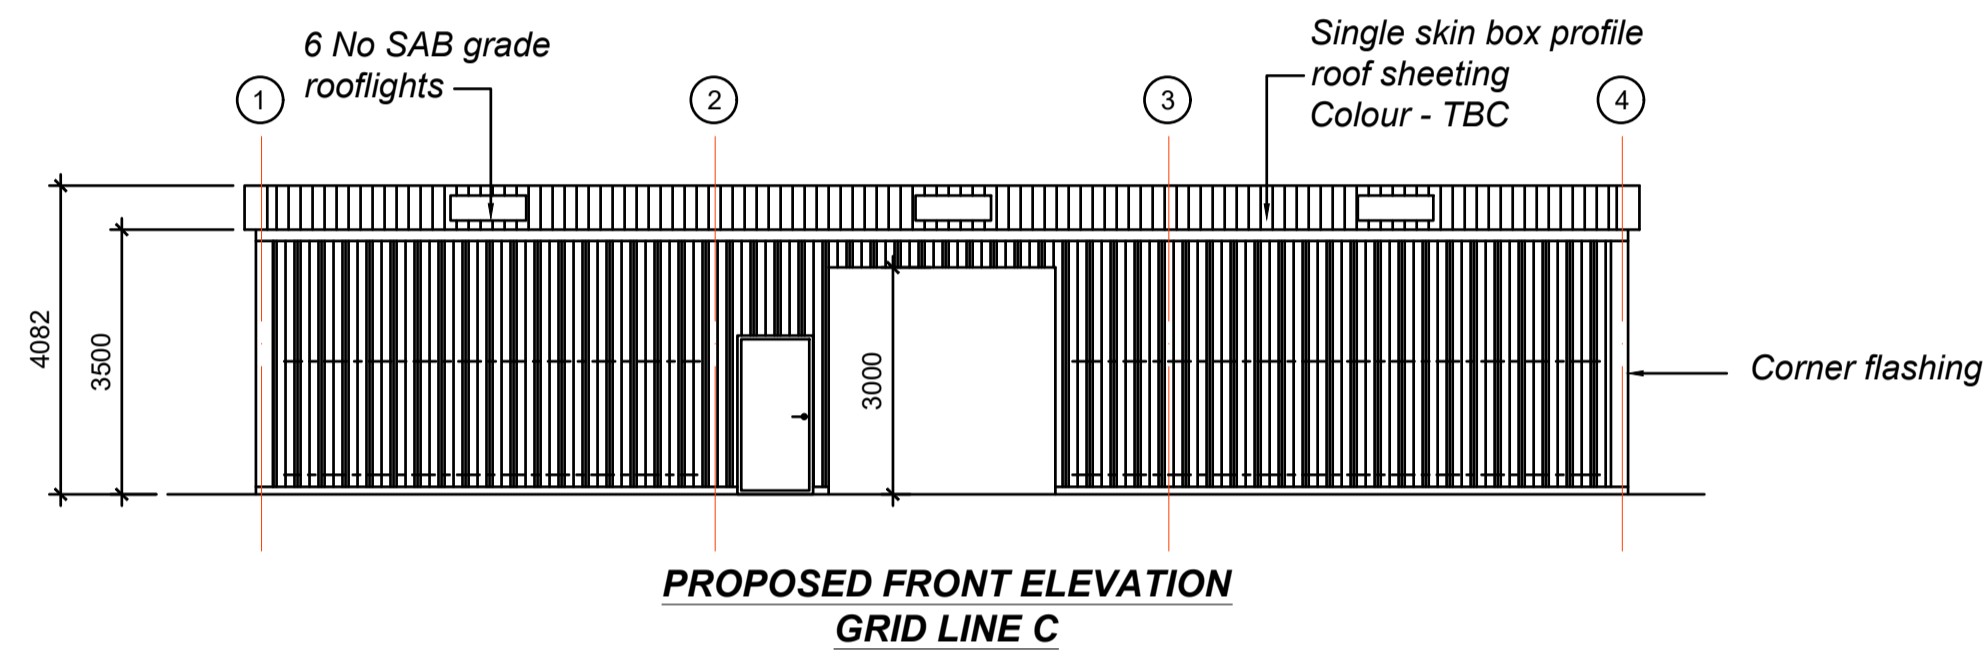 6 No SAB grade
rooflights
Single skin box profile
roof sheeting
Colour - TBC
1
2
3
4
4082
3500
3000
Corner flashing
PROPOSED FRONT ELEVATION
GRID LINE C